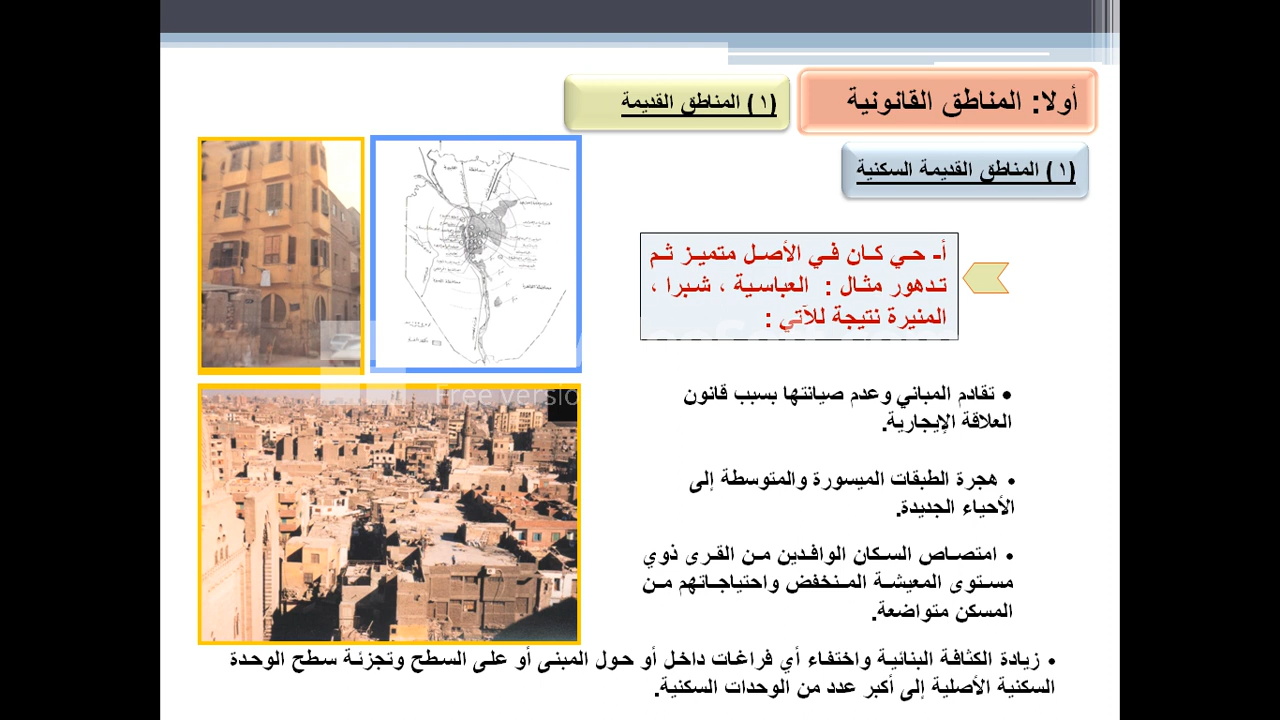 أولا: المناطق القانونية
(١) المناطق القديمة
(١) المناطق القديمة السكنية
أ- حي كان في الأصل متميز ثم
تدهور مثال : العباسية ، شبرا ،
المنيرة نتيجة للآتي :
• تقادم المباني وعدم صيانتها بسبب قانون
العلاقة الإيجارية.
• هجرة الطبقات الميسورة والمتوسطة إلى
الأحياء الجديدة.
• امتصاص السكان الوافدين من القرى ذوي
مستوى المعيشة المنخفض واحتياجاتهم من
المسكن متواضعة.
• زيادة الكثافة البنائية واختفاء أي فراغات داخل أو حول المبنى أو على السطح وتجزئة سطح الوحدة
السكنية الأصلية إلى أكبر عدد من الوحدات السكنية.
Free versio